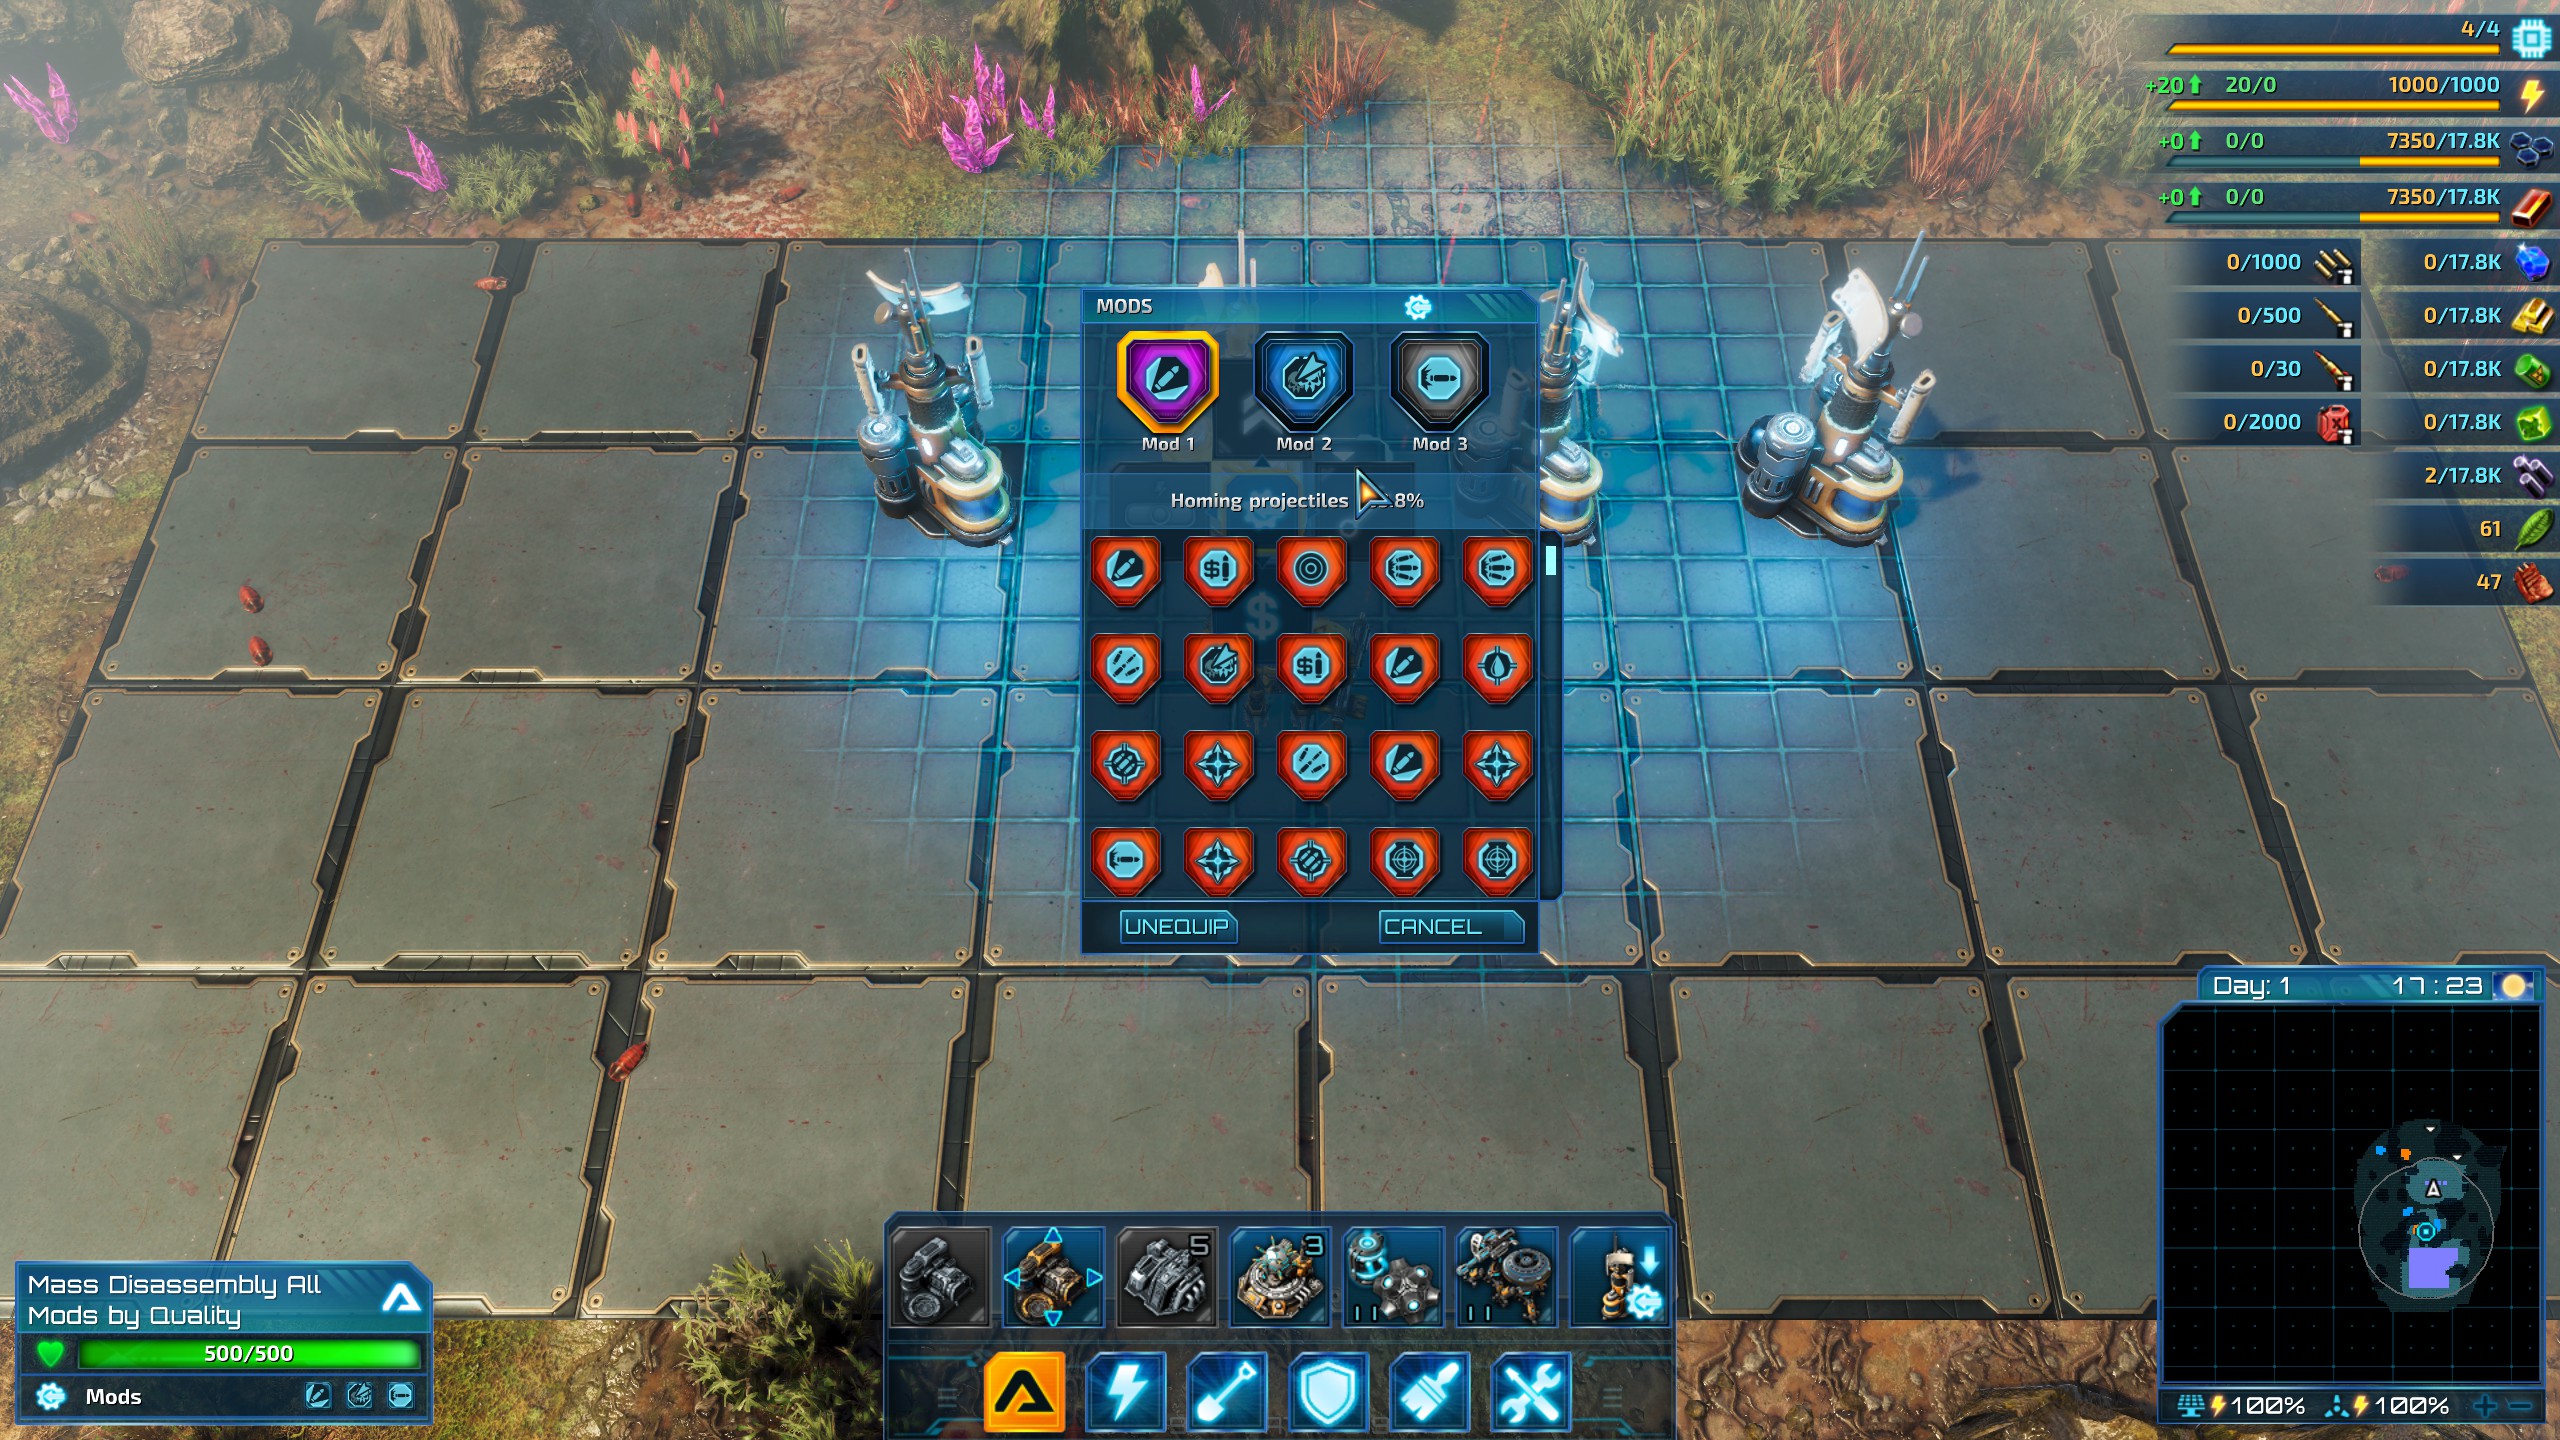 4/4
+20 20/0 1000/1000
+0 0/0 7350/17.8K
+0 0/0 7350/17.8K
0/1000 0/17.8K
0/500 0/17.8K
0/30 0/17.8K
0/2000 0/17.8K
2/17.8K
61
47
MODS
Mod 1 Mod 2 Mod 3
Homing projectiles
UNEQUIP CANCEL
Day: 1 17:23
5 3
Mass Disassembly All
Mods by Quality
500/500
Mods
100% 100%